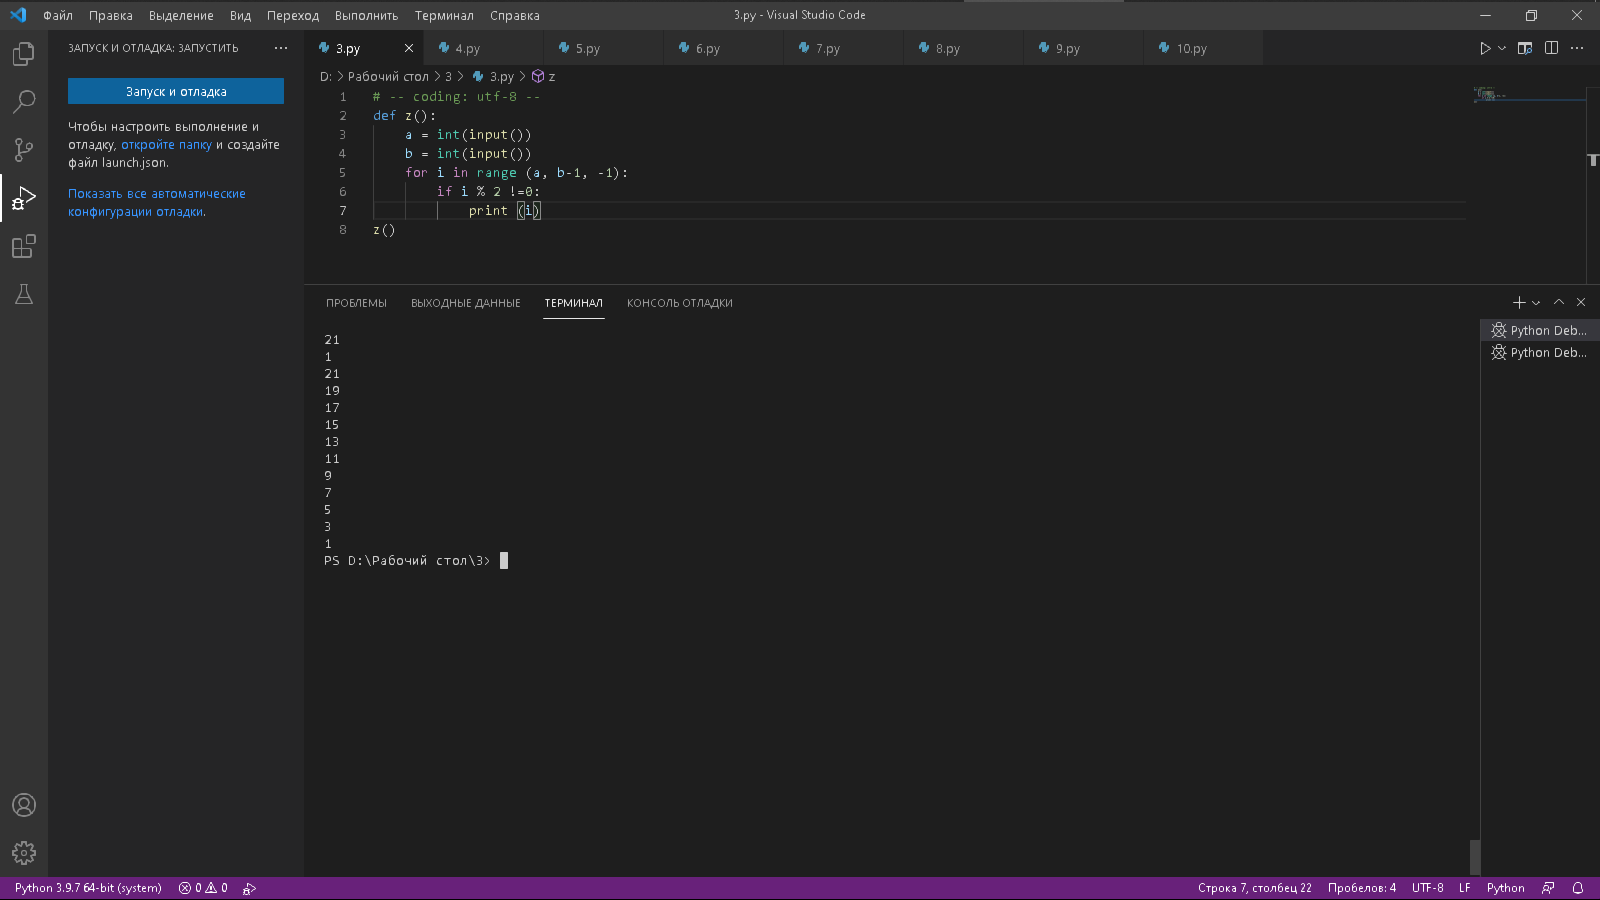 Файл Правка Выделение Вид Переход Выполнить Терминал Справка
3.py - Visual Studio Code
ЗАПУСК И ОТЛАДКА: ЗАПУСТИТЬ
Запуск и отладка
Чтобы настроить выполнение и
отладку, откройте папку и создайте
файл launch.json.
Показать все автоматические
конфигурации отладки.
3.py 4.py 5.py 6.py 7.py 8.py 9.py 10.py
D: > Рабочий стол > 3 > 3.py > z
1 # -- coding: utf-8 --
2 def z():
3 a = int(input())
4 b = int(input())
5 for i in range (a, b-1, -1):
6 if i % 2 !=0:
7 print (i)
8 z()
ПРОБЛЕМЫ ВЫХОДНЫЕ ДАННЫЕ ТЕРМИНАЛ КОНСОЛЬ ОТЛАДКИ
21
1
21
19
17
15
13
11
9
7
5
3
1
PS D:\Рабочий стол\3>
Python Deb...
Python Deb...
Python 3.9.7 64-bit (system) 0 0
Строка 7, столбец 22 Пробелов: 4 UTF-8 LF Python